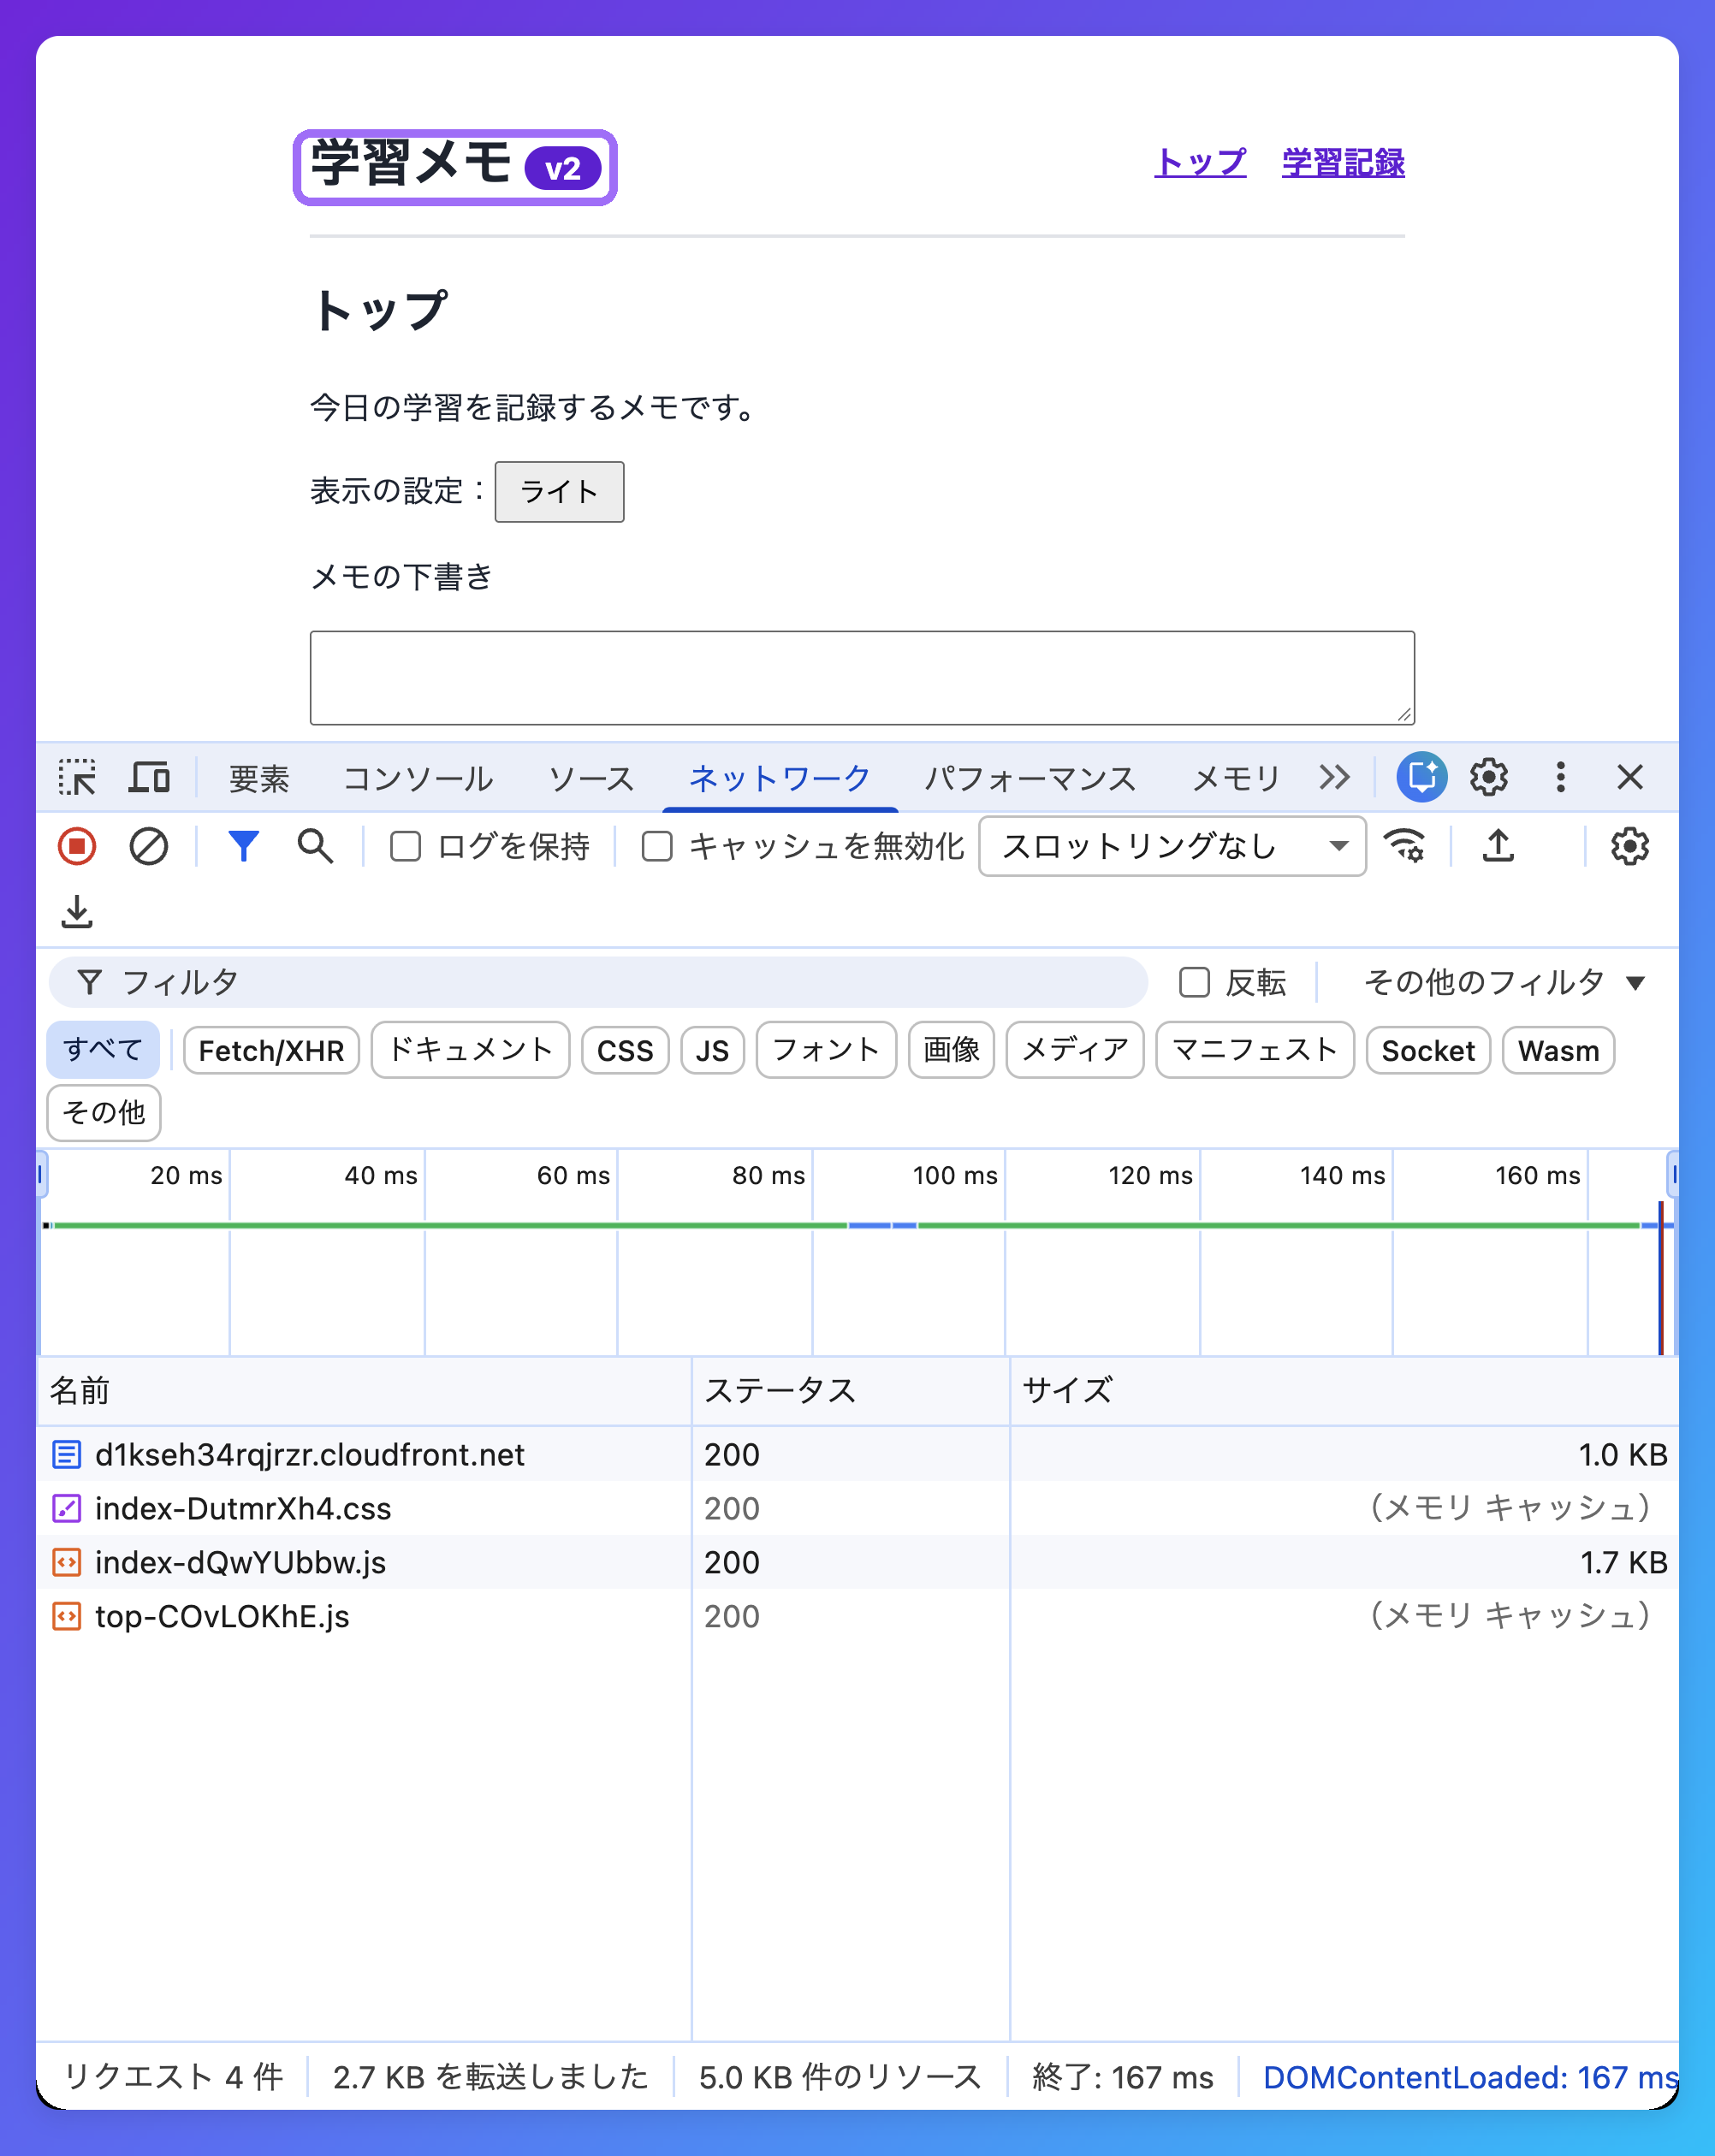 学習メモ v2
トップ 学習記録
トップ
今日の学習を記録するメモです。
表示の設定： ライト
メモの下書き
要素 コンソール ソース ネットワーク パフォーマンス メモリ
ログを保持 キャッシュを無効化 スロットリングなし
フィルタ 反転 その他のフィルタ
すべて Fetch/XHR ドキュメント CSS JS フォント 画像 メディア マニフェスト Socket Wasm
その他
20 ms 40 ms 60 ms 80 ms 100 ms 120 ms 140 ms 160 ms
名前 ステータス サイズ
d1kseh34rqjrzr.cloudfront.net 200 1.0 KB
index-DutmrXh4.css 200 （メモリ キャッシュ）
index-dQwYUbbw.js 200 1.7 KB
top-COvLOKhE.js 200 （メモリ キャッシュ）
リクエスト 4 件 2.7 KB を転送しました 5.0 KB 件のリソース 終了: 167 ms DOMContentLoaded: 167 ms